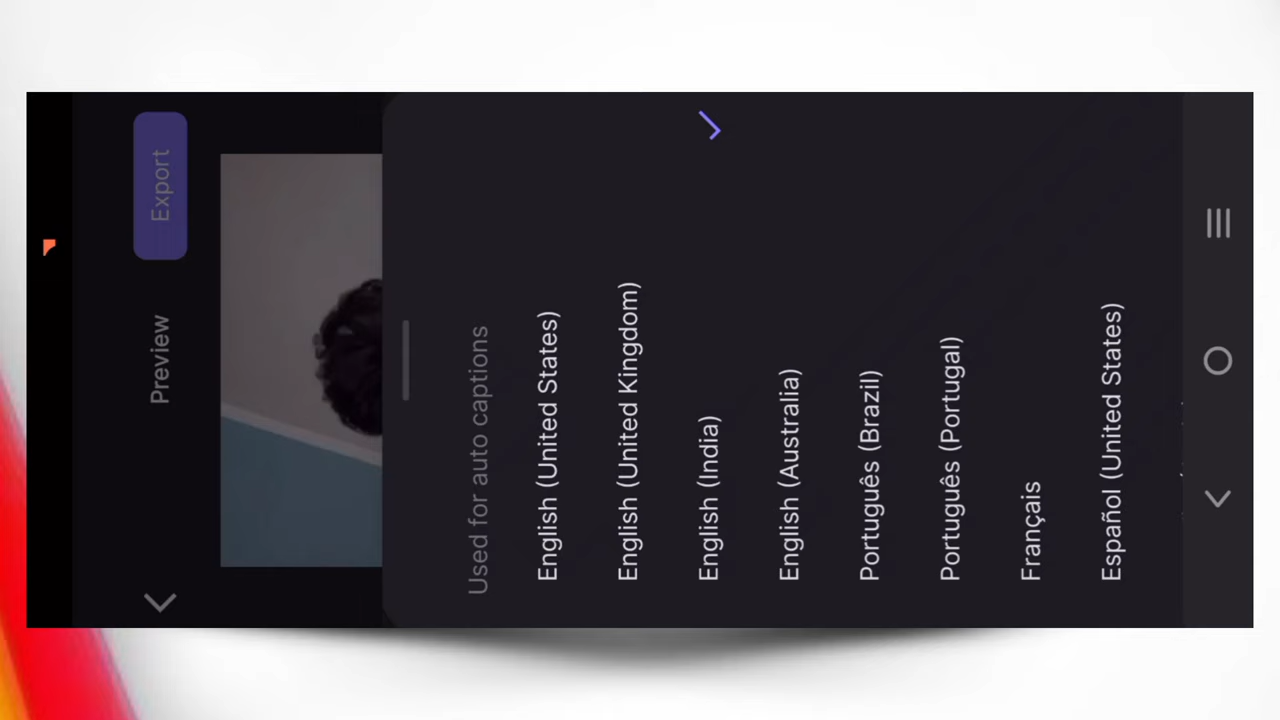 Preview
Export
Used for auto captions
English (United States)
English (United Kingdom)
English (India)
English (Australia)
Português (Brazil)
Português (Portugal)
Français
Español (United States)